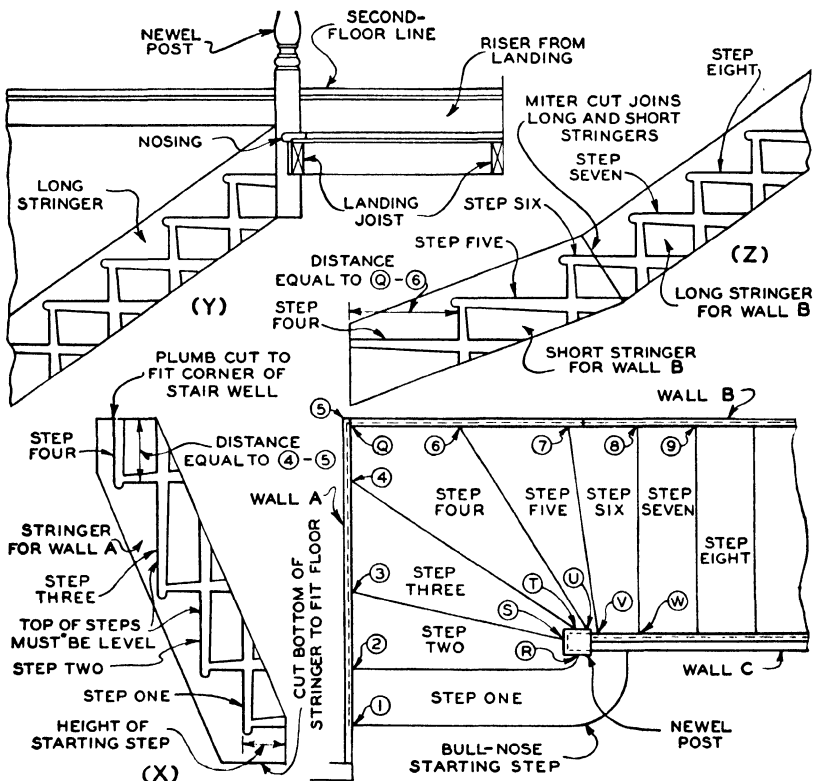 NEWEL
POST
SECOND-
FLOOR LINE
RISER FROM
LANDING
NOSING
LONG
STRINGER
LANDING
JOIST
(Y)
STEP
EIGHT
MITER CUT JOINS
LONG AND SHORT
STRINGERS
STEP
SEVEN
STEP SIX
STEP FIVE
(Z)
DISTANCE
EQUAL TO Q-6
STEP
FOUR
LONG STRINGER
FOR WALL B
SHORT STRINGER
FOR WALL B
PLUMB CUT TO
FIT CORNER OF
STAIR WELL
STEP
FOUR
DISTANCE
EQUAL TO 4-5
STRINGER
FOR WALL A
STEP
THREE
TOP OF STEPS
MUST BE LEVEL
STEP TWO
STEP ONE
HEIGHT OF
STARTING STEP
(X)
CUT BOTTOM OF
STRINGER TO FIT FLOOR
WALL B
5
Q
6
7
8
9
4
WALL
A
STEP
FOUR
STEP
FIVE
STEP
SIX
STEP
SEVEN
STEP
EIGHT
3
STEP
THREE
T
U
V
W
S
R
STEP
TWO
2
WALL C
STEP ONE
1
NEWEL
POST
BULL-NOSE
STARTING STEP